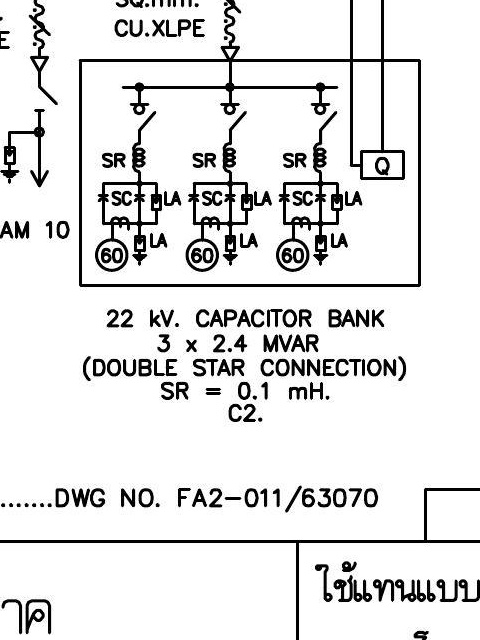 SQ.mm.
CU.XLPE
E
Q
SR SR SR
SC LA SC LA SC LA
60 LA 60 LA 60 LA
AM 10
22 kV. CAPACITOR BANK
3 x 2.4 MVAR
(DOUBLE STAR CONNECTION)
SR = 0.1 mH.
C2.
.......DWG NO. FA2-011/63070
ใช้แทนแบบ
าค